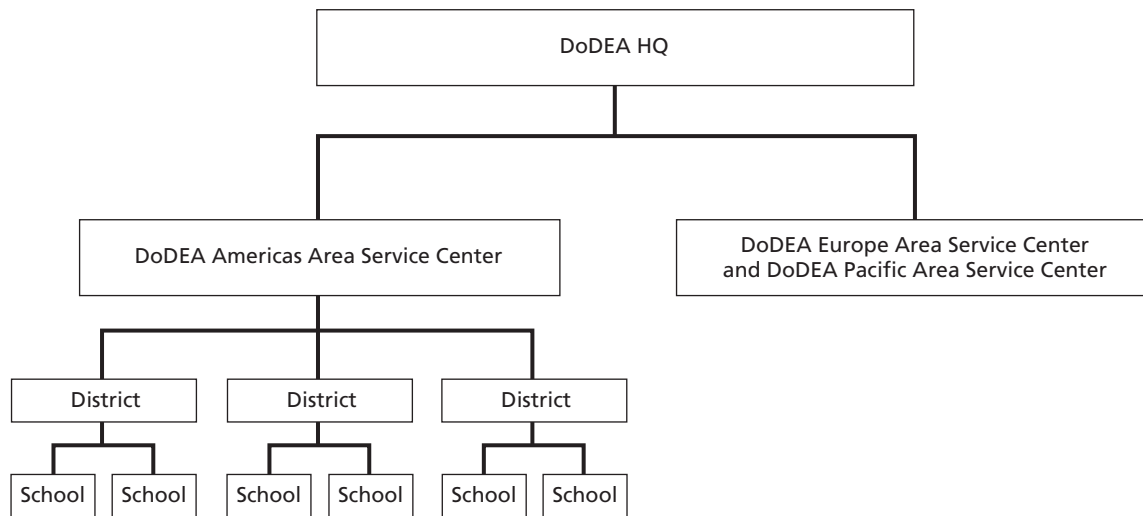 DoDEA HQ
DoDEA Americas Area Service Center
DoDEA Europe Area Service Center
and DoDEA Pacific Area Service Center
District
District
District
School
School
School
School
School
School